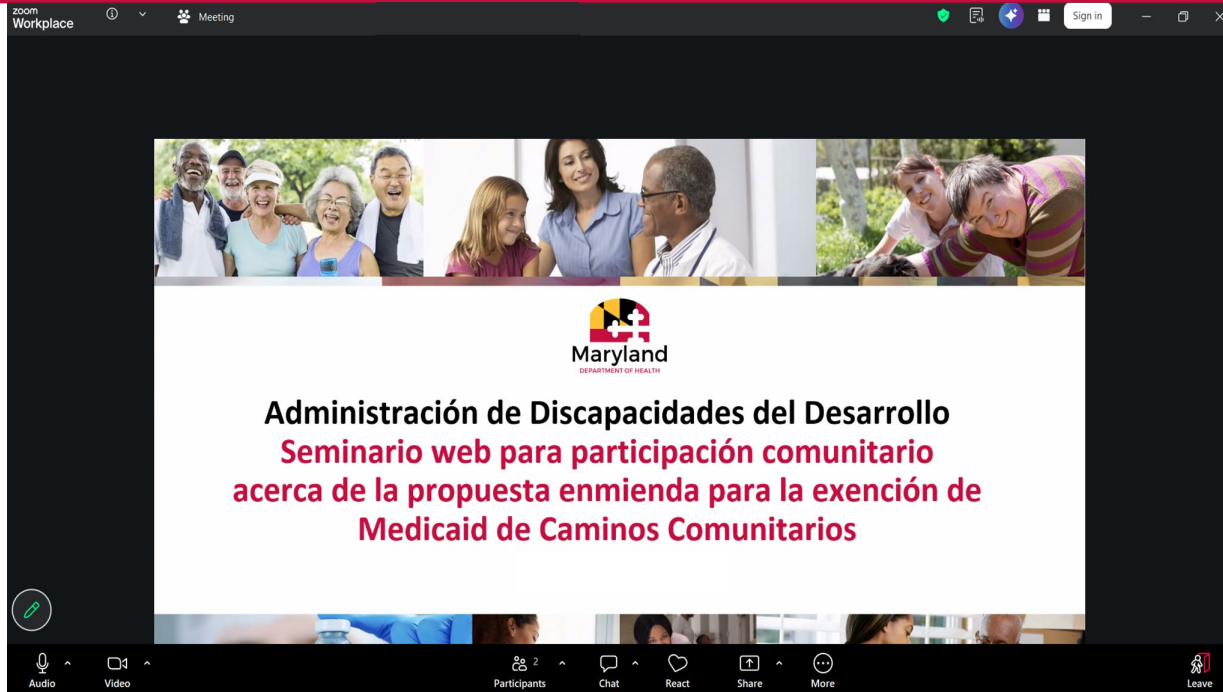 zoom
Workplace
Meeting
Sign in
Maryland
DEPARTMENT OF HEALTH
Administración de Discapacidades del Desarrollo
Seminario web para participación comunitario
acerca de la propuesta enmienda para la exención de
Medicaid de Caminos Comunitarios
Audio
Video
2
Participants
Chat
React
Share
More
Leave